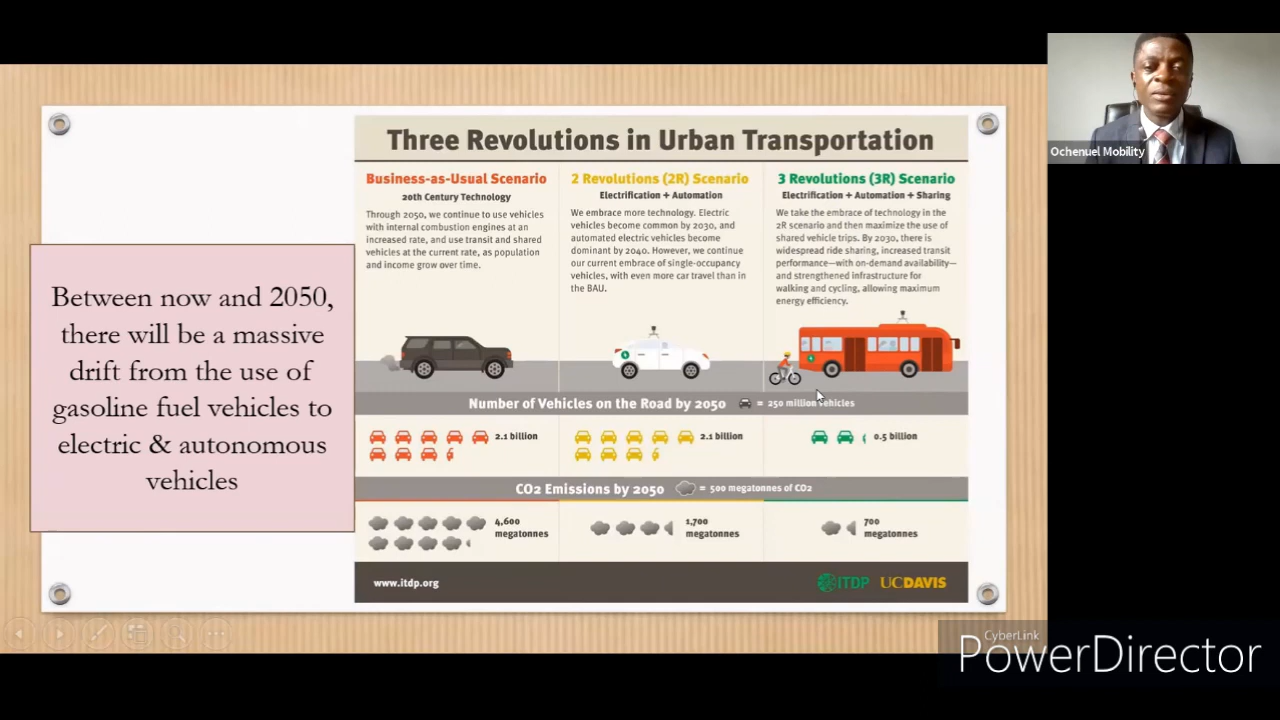 Three Revolutions in Urban Transportation
Business-as-Usual Scenario
20th Century Technology
Through 2050, we continue to use vehicles
with internal combustion engines at an
increased rate, and use transit and shared
vehicles at the current rate, as population
and income grow over time.
2 Revolutions (2R) Scenario
Electrification + Automation
We embrace more technology. Electric
vehicles become common by 2030, and
automated electric vehicles become
dominant by 2040. However, we continue
our current embrace of single-occupancy
vehicles, with even more car travel than in
the BAU.
3 Revolutions (3R) Scenario
Electrification + Automation + Sharing
We take the embrace of technology in the
2R scenario and then maximize the use of
shared vehicle trips. By 2030, there is
widespread ride sharing, increased transit
performance—with on-demand availability—
and strengthened infrastructure for
walking and cycling, allowing maximum
energy efficiency.
Between now and 2050,
there will be a massive
drift from the use of
gasoline fuel vehicles to
electric & autonomous
vehicles
Number of Vehicles on the Road by 2050 = 250 million vehicles
2.1 billion
2.1 billion
0.5 billion
CO2 Emissions by 2050 = 500 megatonnes of CO2
4,600
megatonnes
1,700
megatonnes
700
megatonnes
www.itdp.org
ITDP UCDAVIS
Ochenuel Mobility
CyberLink
PowerDirector